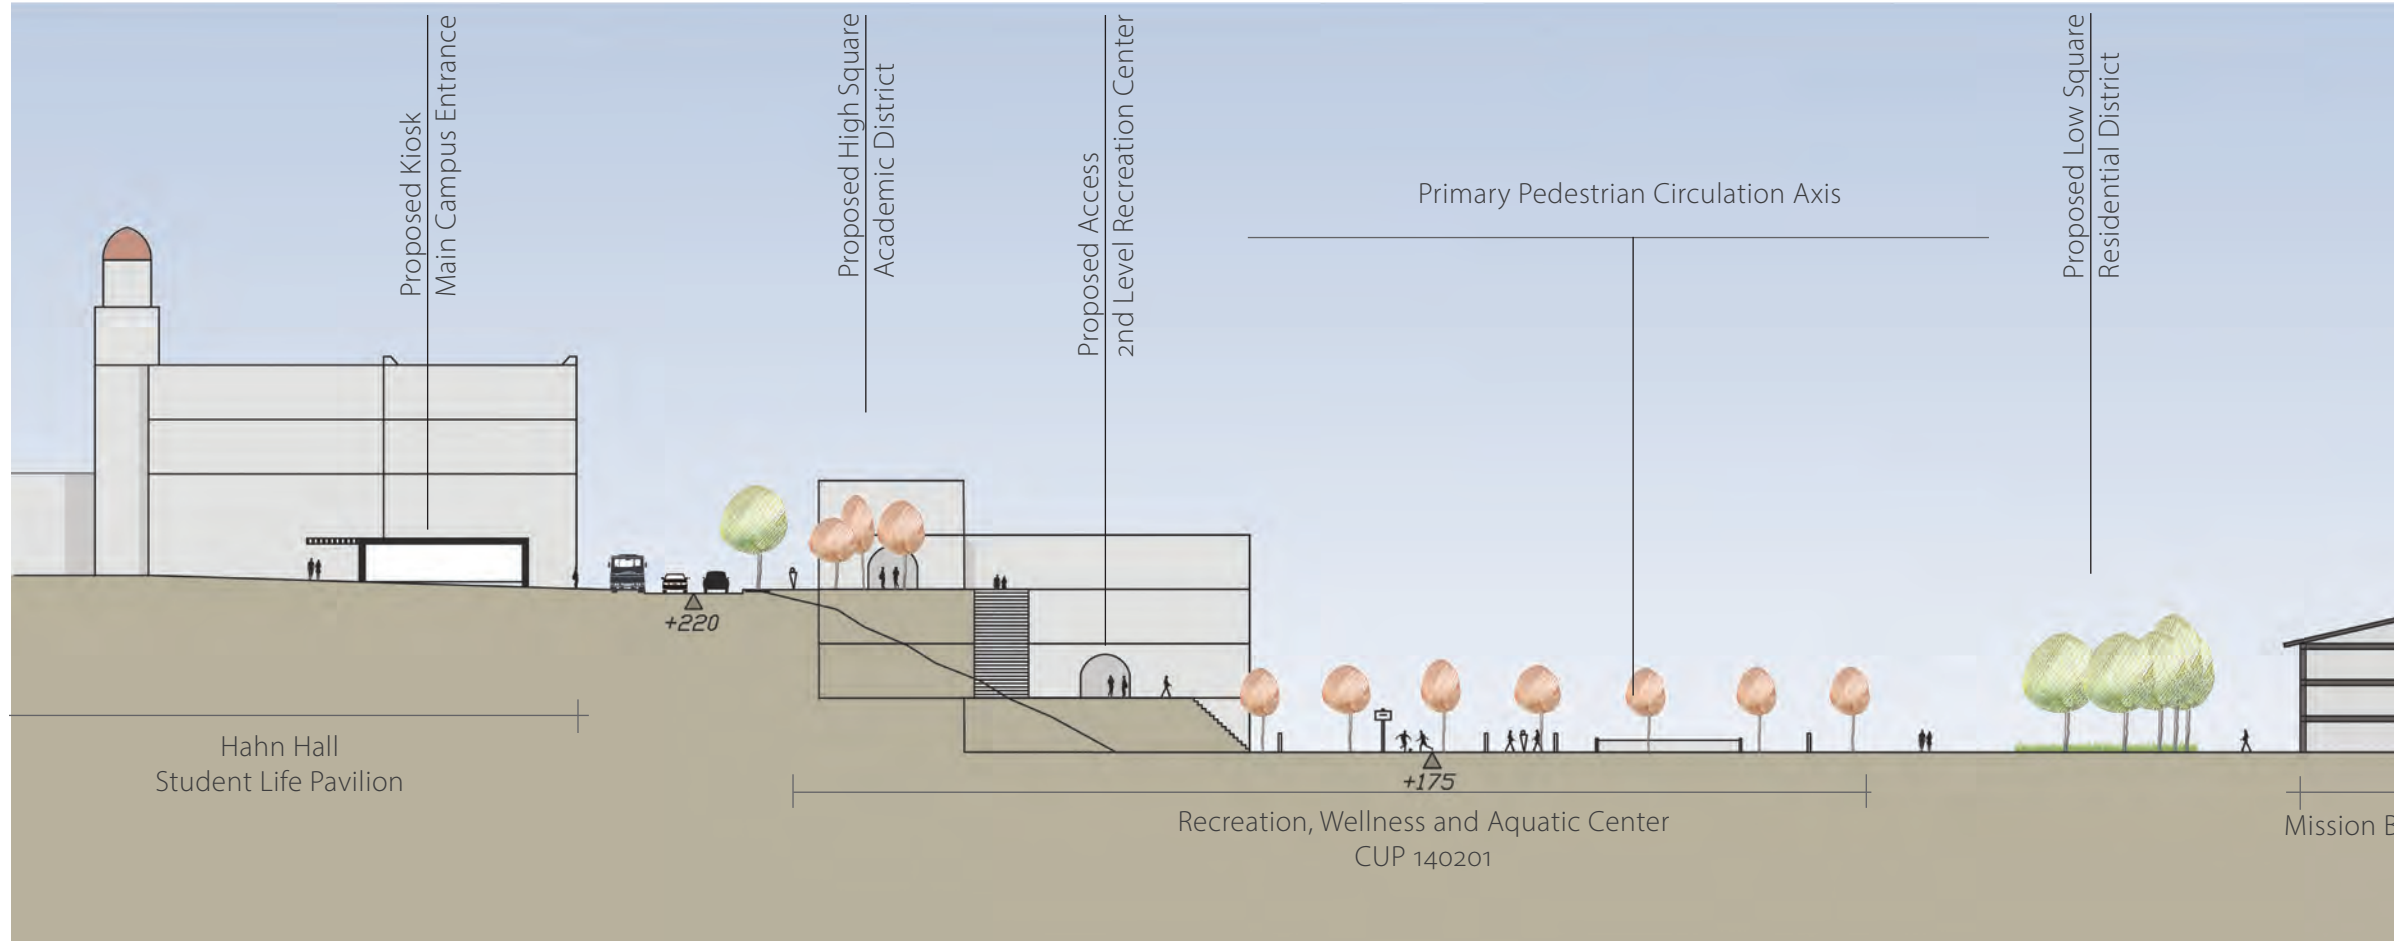 Proposed Kiosk
Main Campus Entrance
Proposed High Square
Academic District
Proposed Access
2nd Level Recreation Center
Primary Pedestrian Circulation Axis
Proposed Low Square
Residential District
+220
+175
Hahn Hall
Student Life Pavilion
Recreation, Wellness and Aquatic Center
CUP 140201
Mission B